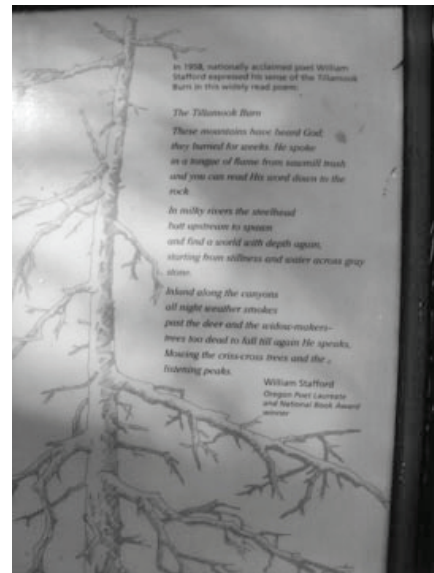 In 1958, nationally acclaimed poet William
Stafford expressed his sense of the Tillamook
Burn in this widely read poem:
The Tillamook Burn
These mountains have heard God;
they burned for weeks. He spoke
in a tongue of flame from sawmill trash
and you can read His word down to the
rock.
In milky rivers the steelhead
butt upstream to spawn
and find a world with depth again,
starting from stillness and water across gray
stone.
Inland along the canyons
all night weather smokes
past the deer and the widow-makers–
trees too dead to fall till again He speaks,
Mowing the criss-cross trees and the
listening peaks.
William Stafford
Oregon Poet Laureate
and National Book Award
winner